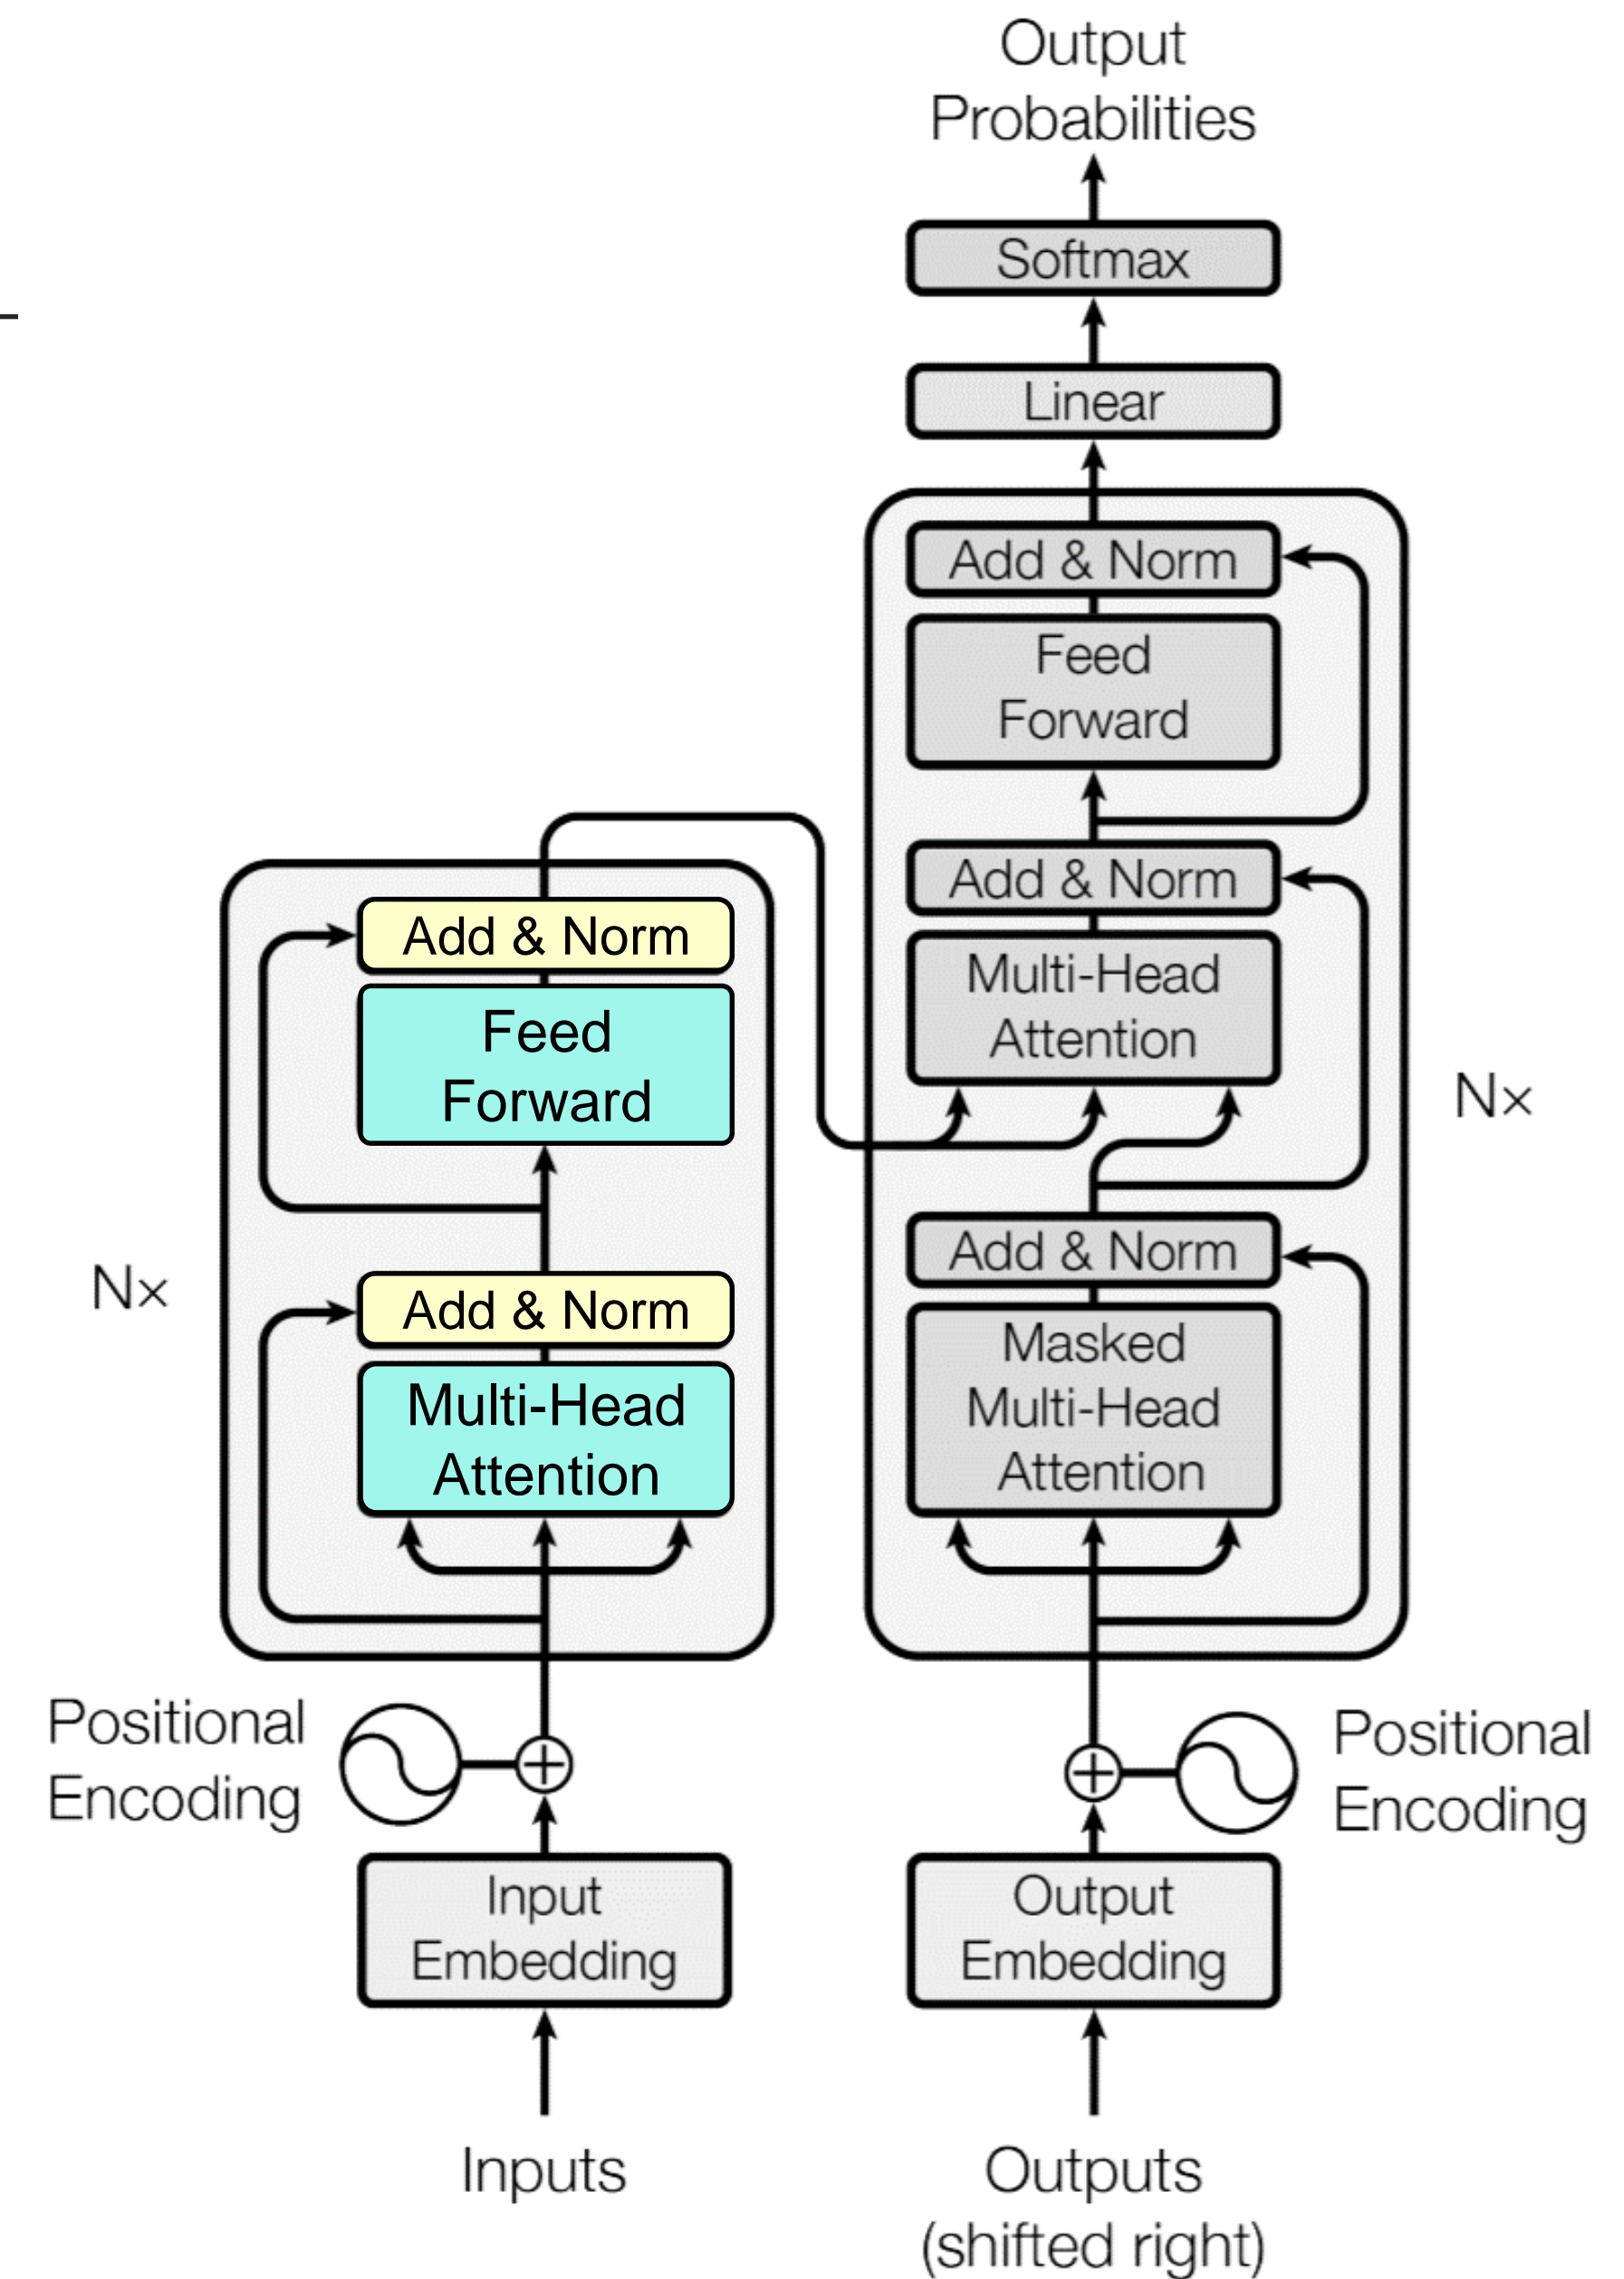 Output
Probabilities
Softmax
Linear
Add & Norm
Feed
Forward
Add & Norm
Multi-Head
Attention
Add & Norm
Masked
Multi-Head
Attention
Nx
Add & Norm
Feed
Forward
Add & Norm
Multi-Head
Attention
Nx
Positional
Encoding
Positional
Encoding
Input
Embedding
Output
Embedding
Inputs
Outputs
(shifted right)